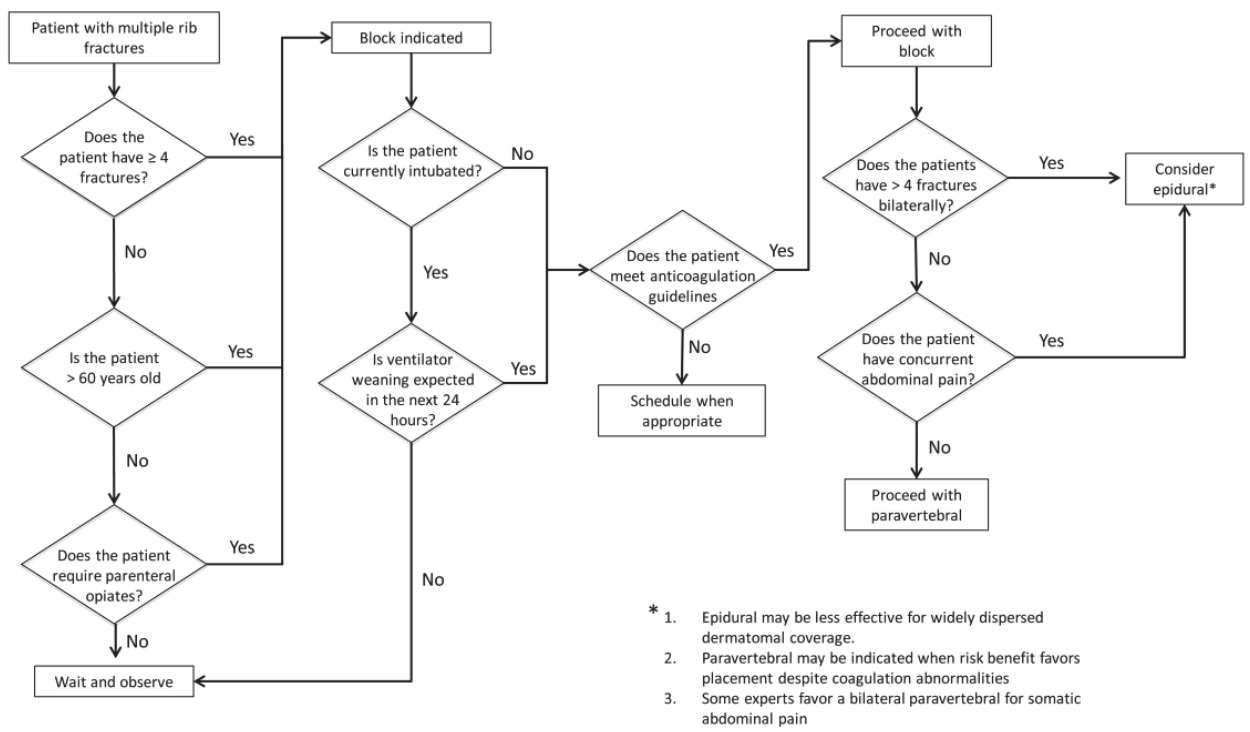 Patient with multiple rib
fractures
Does the
patient have ≥ 4
fractures?
Yes
No
Is the patient
> 60 years old
Yes
No
Does the patient
require parenteral
opiates?
Yes
No
Wait and observe
Block indicated
Is the patient
currently intubated?
No
Yes
Is ventilator
weaning expected
in the next 24
hours?
Yes
No
Does the patient
meet anticoagulation
guidelines
Yes
No
Schedule when
appropriate
Proceed with
block
Does the patients
have > 4 fractures
bilaterally?
Yes
No
Consider
epidural*
Does the patient
have concurrent
abdominal pain?
Yes
No
Proceed with
paravertebral
* 1. Epidural may be less effective for widely dispersed
dermatomal coverage.
2. Paravertebral may be indicated when risk benefit favors
placement despite coagulation abnormalities
3. Some experts favor a bilateral paravertebral for somatic
abdominal pain